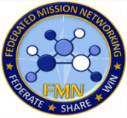 FEDERATED MISSION NETWORKING
FMN
FEDERATE ★ SHARE ★ WIN